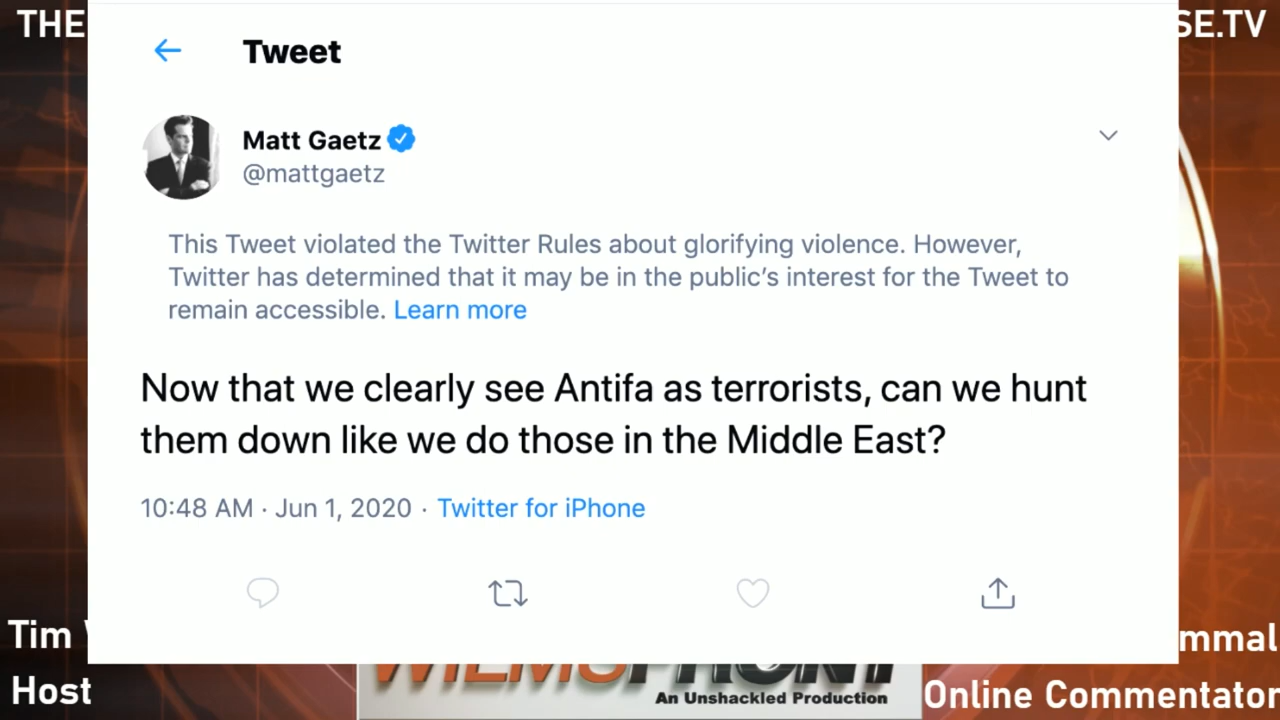 THE
SE.TV
Tweet
Matt Gaetz
@mattgaetz
This Tweet violated the Twitter Rules about glorifying violence. However,
Twitter has determined that it may be in the public’s interest for the Tweet to
remain accessible. Learn more
Now that we clearly see Antifa as terrorists, can we hunt
them down like we do those in the Middle East?
10:48 AM · Jun 1, 2020 · Twitter for iPhone
Tim
mmal
Host
An Unshackled Production
Online Commentator